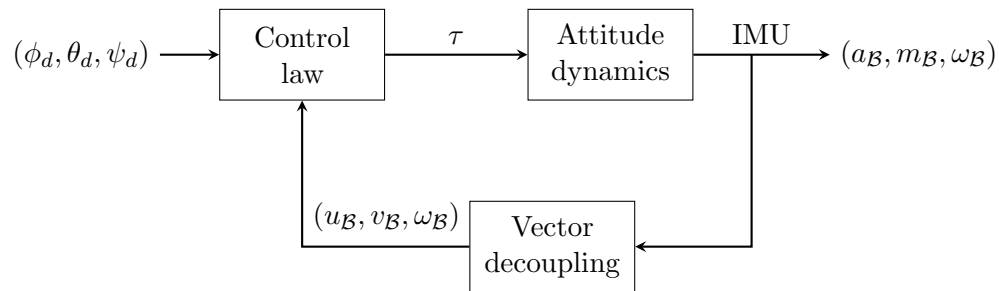 (ϕ_d, θ_d, ψ_d)
Control
law
τ
Attitude
dynamics
IMU
(a_ℬ, m_ℬ, ω_ℬ)
(u_ℬ, v_ℬ, ω_ℬ)
Vector
decoupling